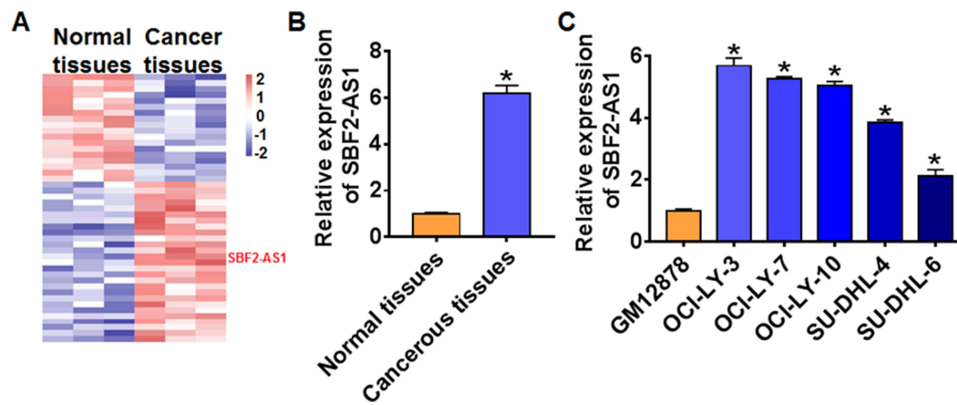 A
Normal Cancer
tissues tissues
2
1
0
-1
-2
SBF2-AS1
B
Relative expression
of SBF2-AS1
8
6
4
2
0
*
Normal tissues
Cancerous tissues
C
Relative expression
of SBF2-AS1
6
4
2
0
*
*
*
*
*
GM12878
OCI-LY-3
OCI-LY-7
OCI-LY-10
SU-DHL-4
SU-DHL-6